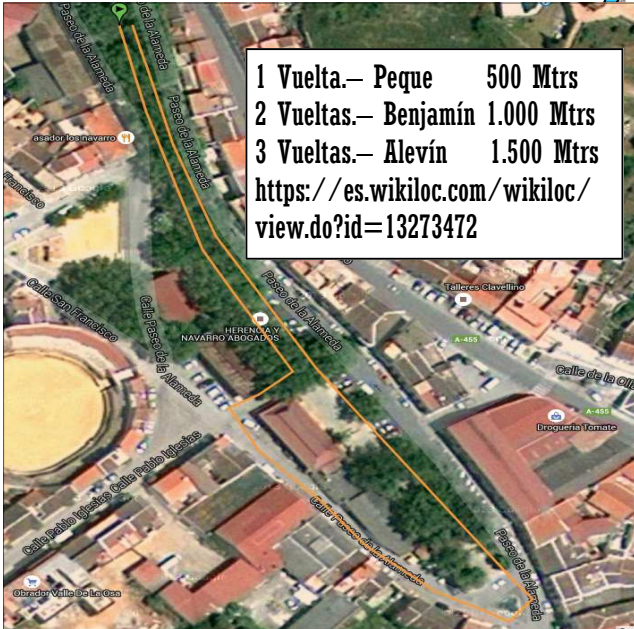 Paseo de la Alameda
Paseo de la Alameda
Paseo de la Alameda
1 Vuelta.– Peque 500 Mtrs
2 Vueltas.– Benjamín 1.000 Mtrs
3 Vueltas.– Alevín 1.500 Mtrs
https://es.wikiloc.com/wikiloc/
view.do?id=13273472
asador los navarro
Francisco
Paseo de la Alameda
Calle San Francisco
Calle Paseo de la Alameda
Talleres Clavellino
HERENCIA Y
NAVARRO ABOGADOS
A-455
Calle de la Olla
A-455
Droguería Tomate
Calle Pablo Iglesias Calle Pablo Iglesias
Calle Paseo de la Alameda
Paseo de la Alameda
Obrador Valle De La Osa